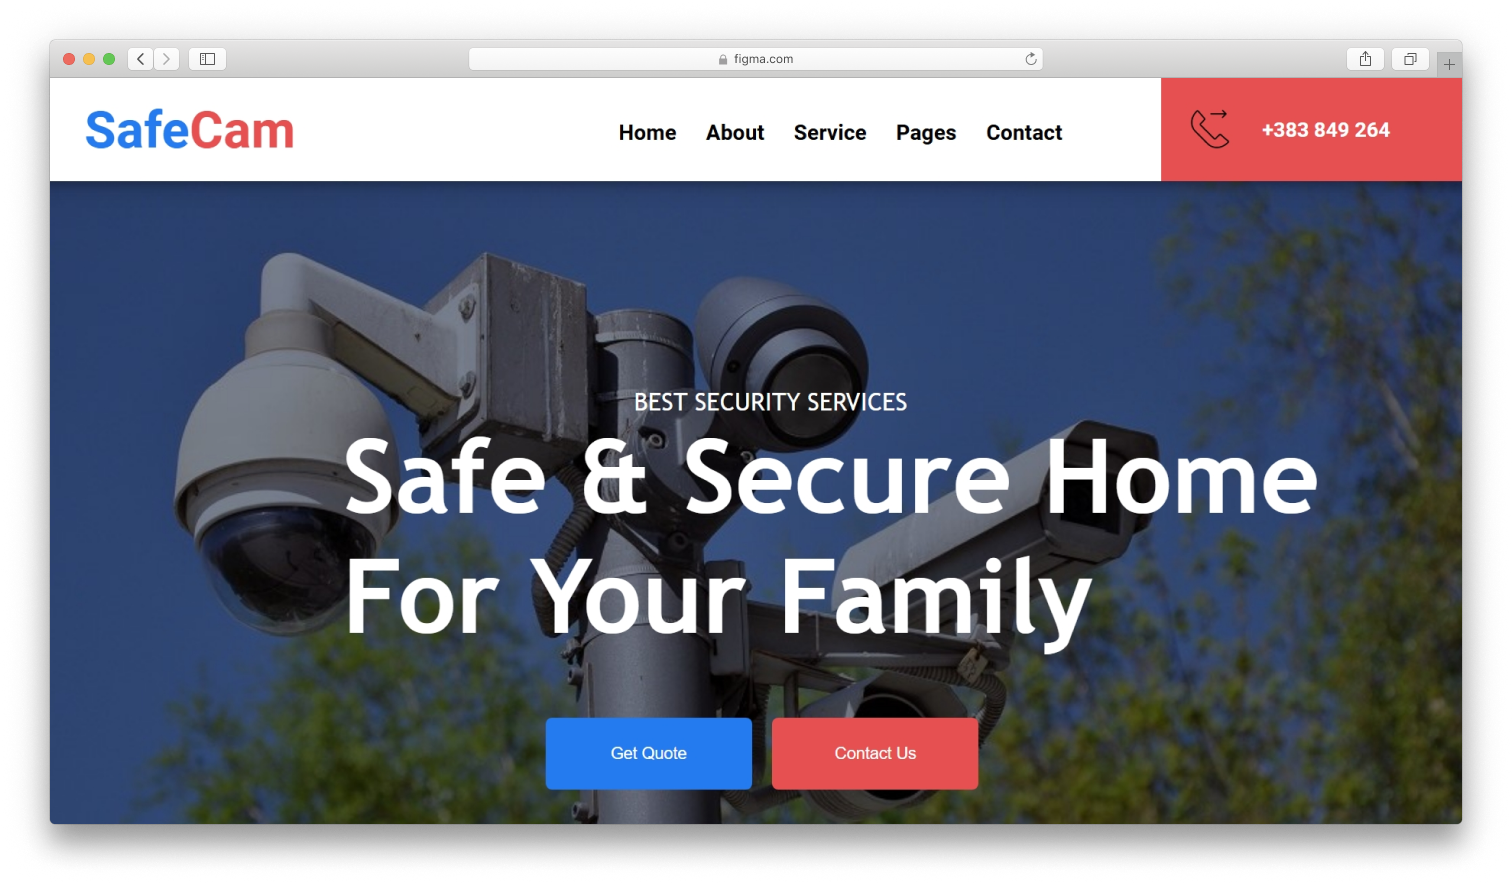 figma.com
SafeCam
Home About Service Pages Contact
+383 849 264
BEST SECURITY SERVICES
Safe & Secure Home
For Your Family
Get Quote Contact Us